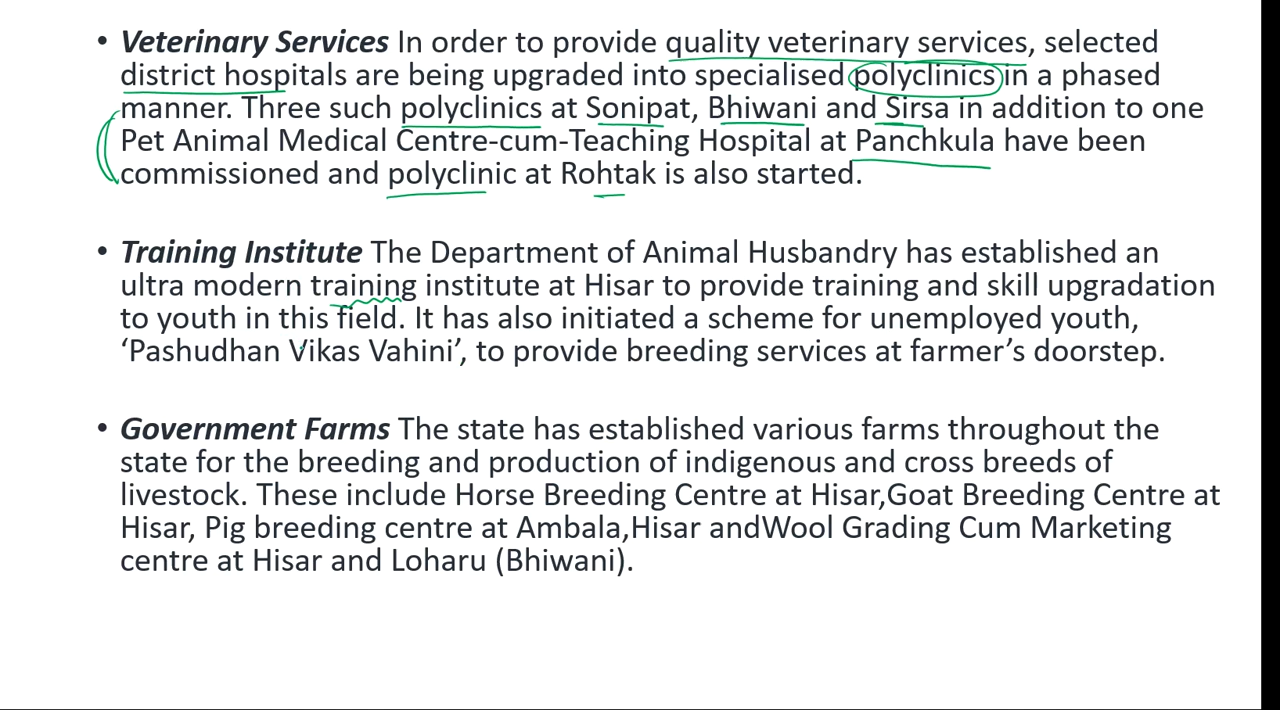 • Veterinary Services In order to provide quality veterinary services, selected
district hospitals are being upgraded into specialised polyclinics in a phased
manner. Three such polyclinics at Sonipat, Bhiwani and Sirsa in addition to one
Pet Animal Medical Centre-cum-Teaching Hospital at Panchkula have been
commissioned and polyclinic at Rohtak is also started.
• Training Institute The Department of Animal Husbandry has established an
ultra modern training institute at Hisar to provide training and skill upgradation
to youth in this field. It has also initiated a scheme for unemployed youth,
‘Pashudhan Vikas Vahini’, to provide breeding services at farmer’s doorstep.
• Government Farms The state has established various farms throughout the
state for the breeding and production of indigenous and cross breeds of
livestock. These include Horse Breeding Centre at Hisar,Goat Breeding Centre at
Hisar, Pig breeding centre at Ambala,Hisar andWool Grading Cum Marketing
centre at Hisar and Loharu (Bhiwani).